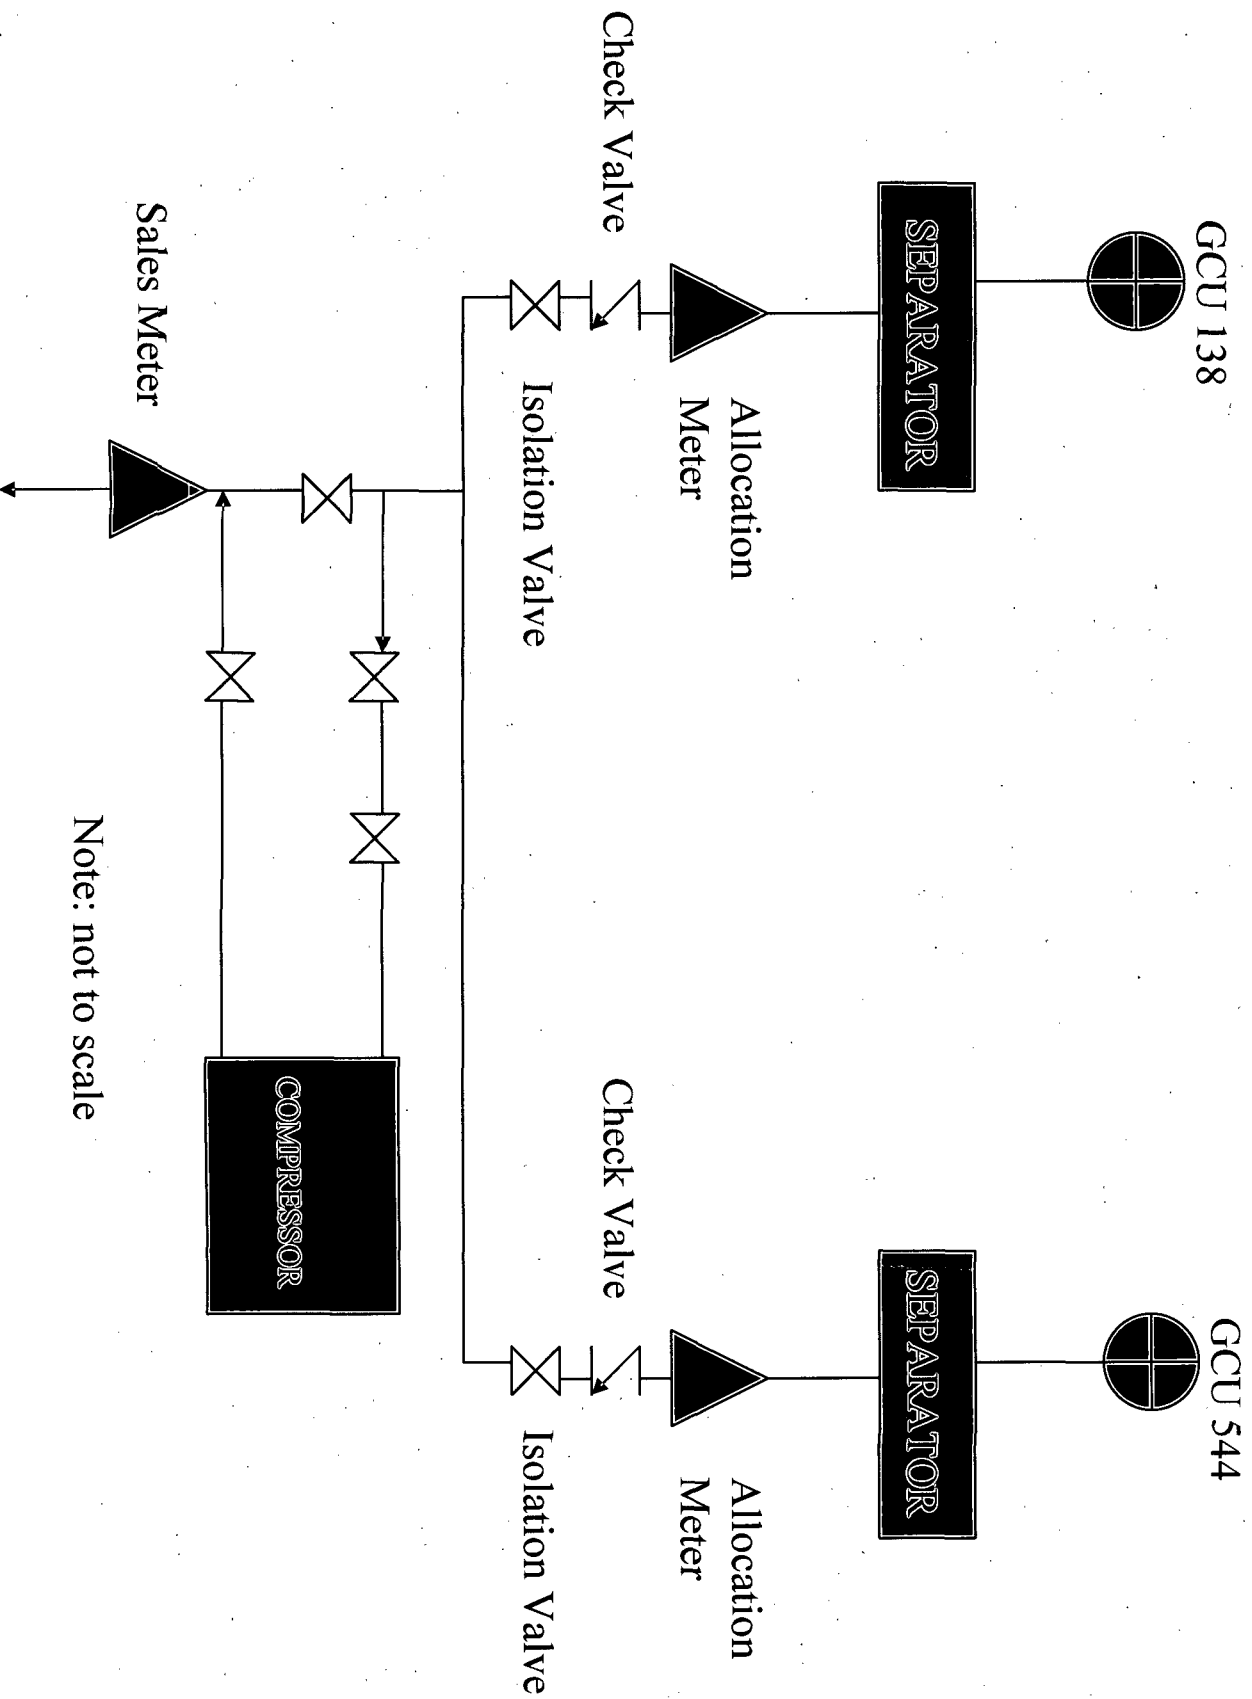 GCU 138
GCU 544
SEPARATOR
SEPARATOR
Allocation
Meter
Allocation
Meter
Check Valve
Check Valve
Isolation Valve
Isolation Valve
COMPRESSOR
Sales Meter
Note: not to scale